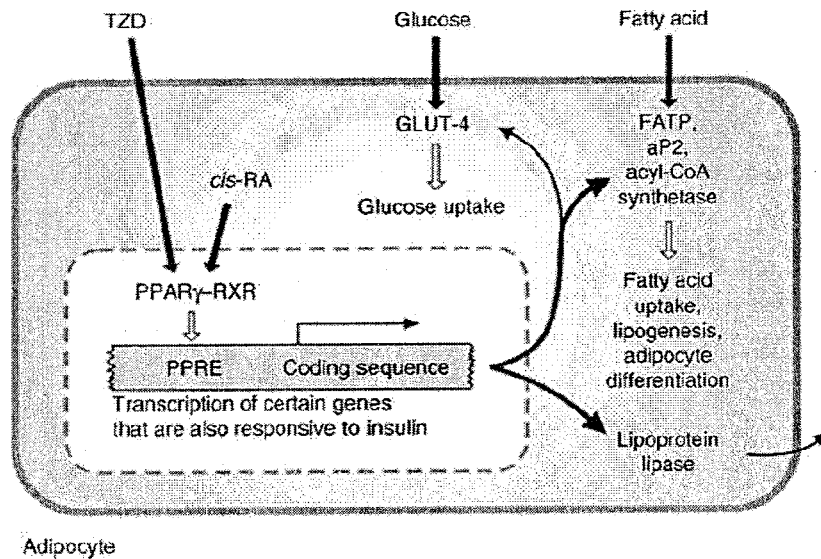 TZD
Glucose
Fatty acid
GLUT-4
FATP,
aP2,
acyl-CoA
synthetase
cis-RA
Glucose uptake
PPARγ–RXR
Fatty acid
uptake,
lipogenesis,
adipocyte
differentiation
PPRE
Coding sequence
Transcription of certain genes
that are also responsive to insulin
Lipoprotein
lipase
Adipocyte